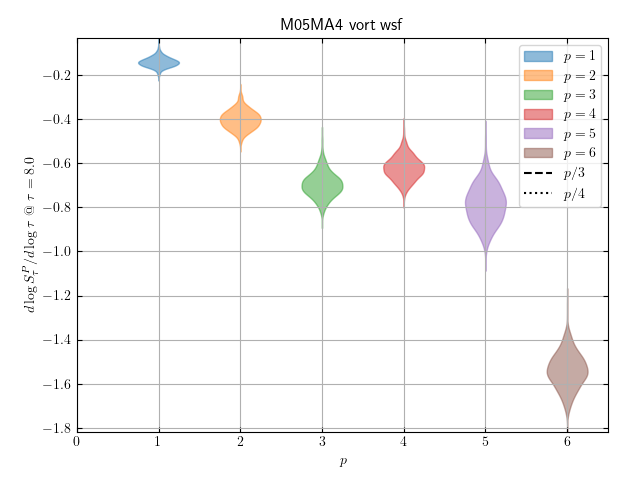 M05MA4 vort wsf
d log S_τ^P / d log τ @ τ = 8.0
−0.2
−0.4
−0.6
−0.8
−1.0
−1.2
−1.4
−1.6
−1.8
p = 1
p = 2
p = 3
p = 4
p = 5
p = 6
p/3
p/4
0 1 2 3 4 5 6
p